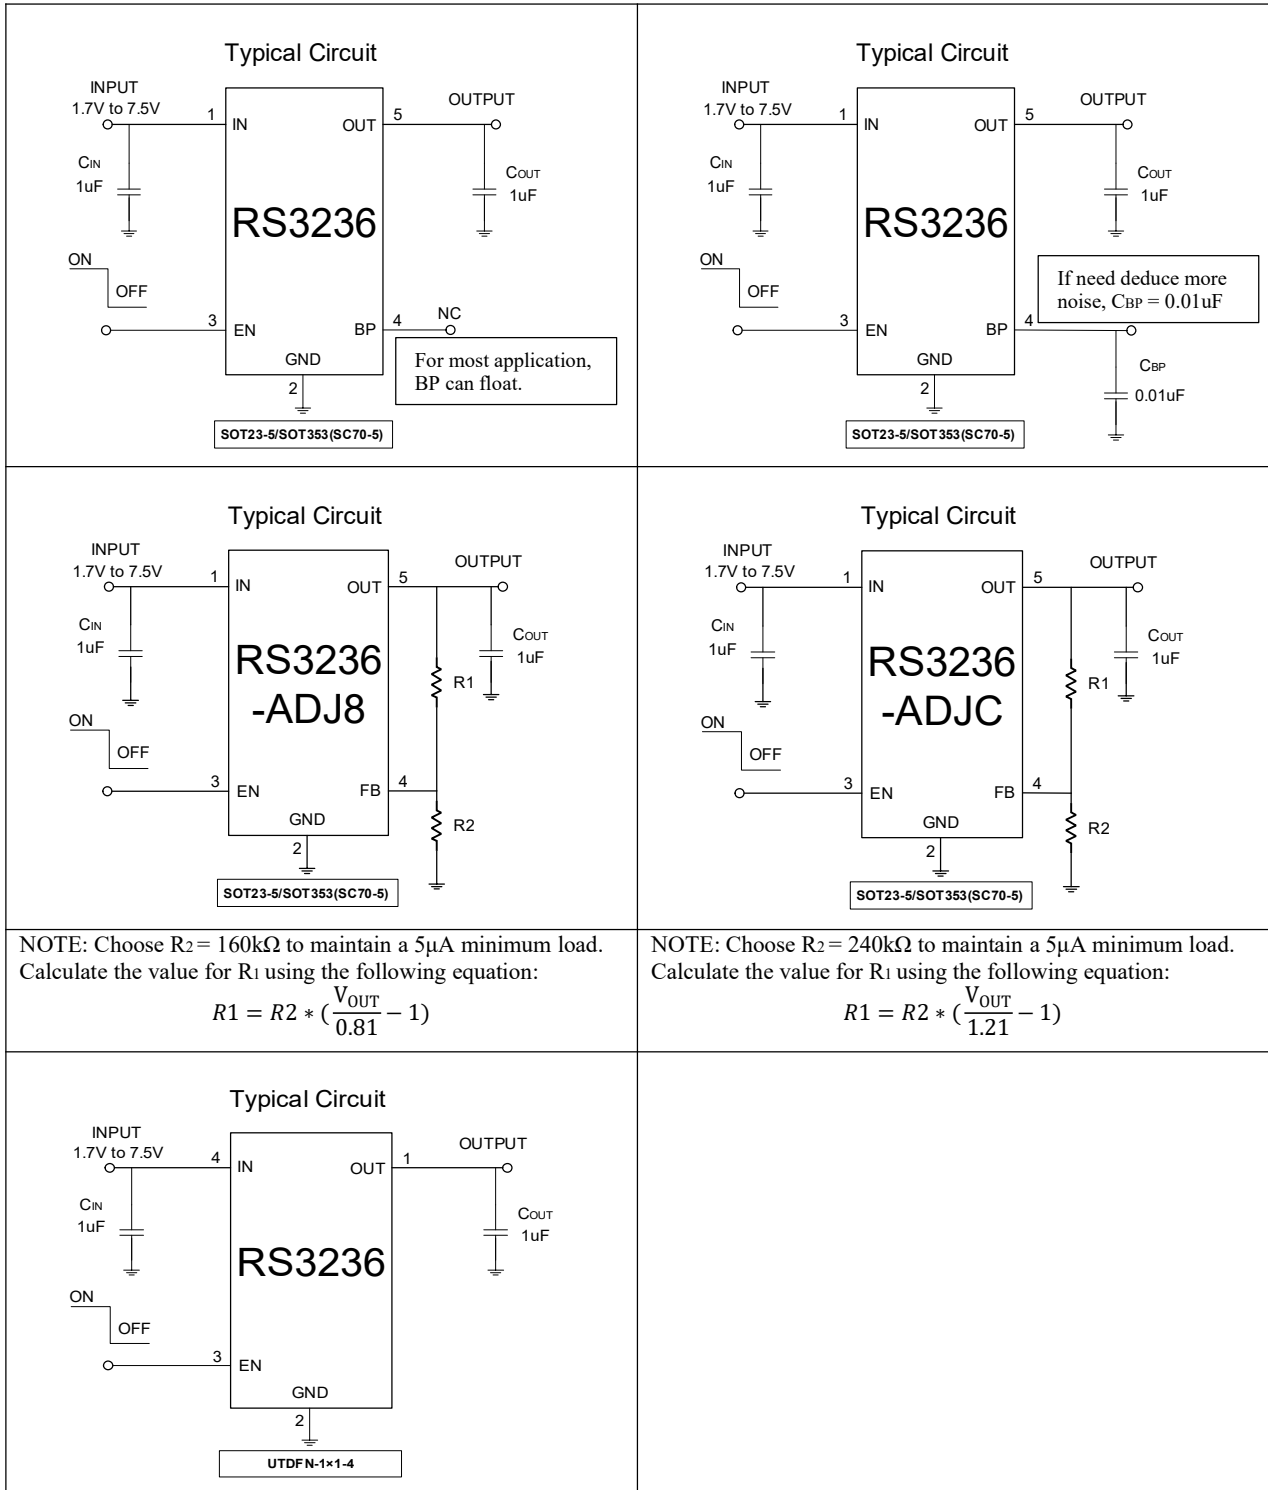 Typical Circuit
INPUT
1.7V to 7.5V
1
IN
OUT
5
OUTPUT
CIN
1uF
COUT
1uF
RS3236
ON
OFF
3
EN
BP
4
NC
GND
2
For most application,
BP can float.
SOT23-5/SOT353(SC70-5)
Typical Circuit
INPUT
1.7V to 7.5V
1
IN
OUT
5
OUTPUT
CIN
1uF
COUT
1uF
RS3236
ON
OFF
If need deduce more
noise, CBP = 0.01uF
3
EN
BP
4
GND
2
CBP
0.01uF
SOT23-5/SOT353(SC70-5)
Typical Circuit
INPUT
1.7V to 7.5V
1
IN
OUT
5
OUTPUT
CIN
1uF
COUT
1uF
RS3236
-ADJ8
R1
ON
OFF
3
EN
FB
4
GND
2
R2
SOT23-5/SOT353(SC70-5)
Typical Circuit
INPUT
1.7V to 7.5V
1
IN
OUT
5
OUTPUT
CIN
1uF
COUT
1uF
RS3236
-ADJC
R1
ON
OFF
3
EN
FB
4
GND
2
R2
SOT23-5/SOT353(SC70-5)
NOTE: Choose R2 = 160kΩ to maintain a 5μA minimum load.
Calculate the value for R1 using the following equation:
R1 = R2 * (VOUT/0.81 − 1)
NOTE: Choose R2 = 240kΩ to maintain a 5μA minimum load.
Calculate the value for R1 using the following equation:
R1 = R2 * (VOUT/1.21 − 1)
Typical Circuit
INPUT
1.7V to 7.5V
4
IN
OUT
1
OUTPUT
CIN
1uF
COUT
1uF
RS3236
ON
OFF
3
EN
GND
2
UTDFN-1×1-4